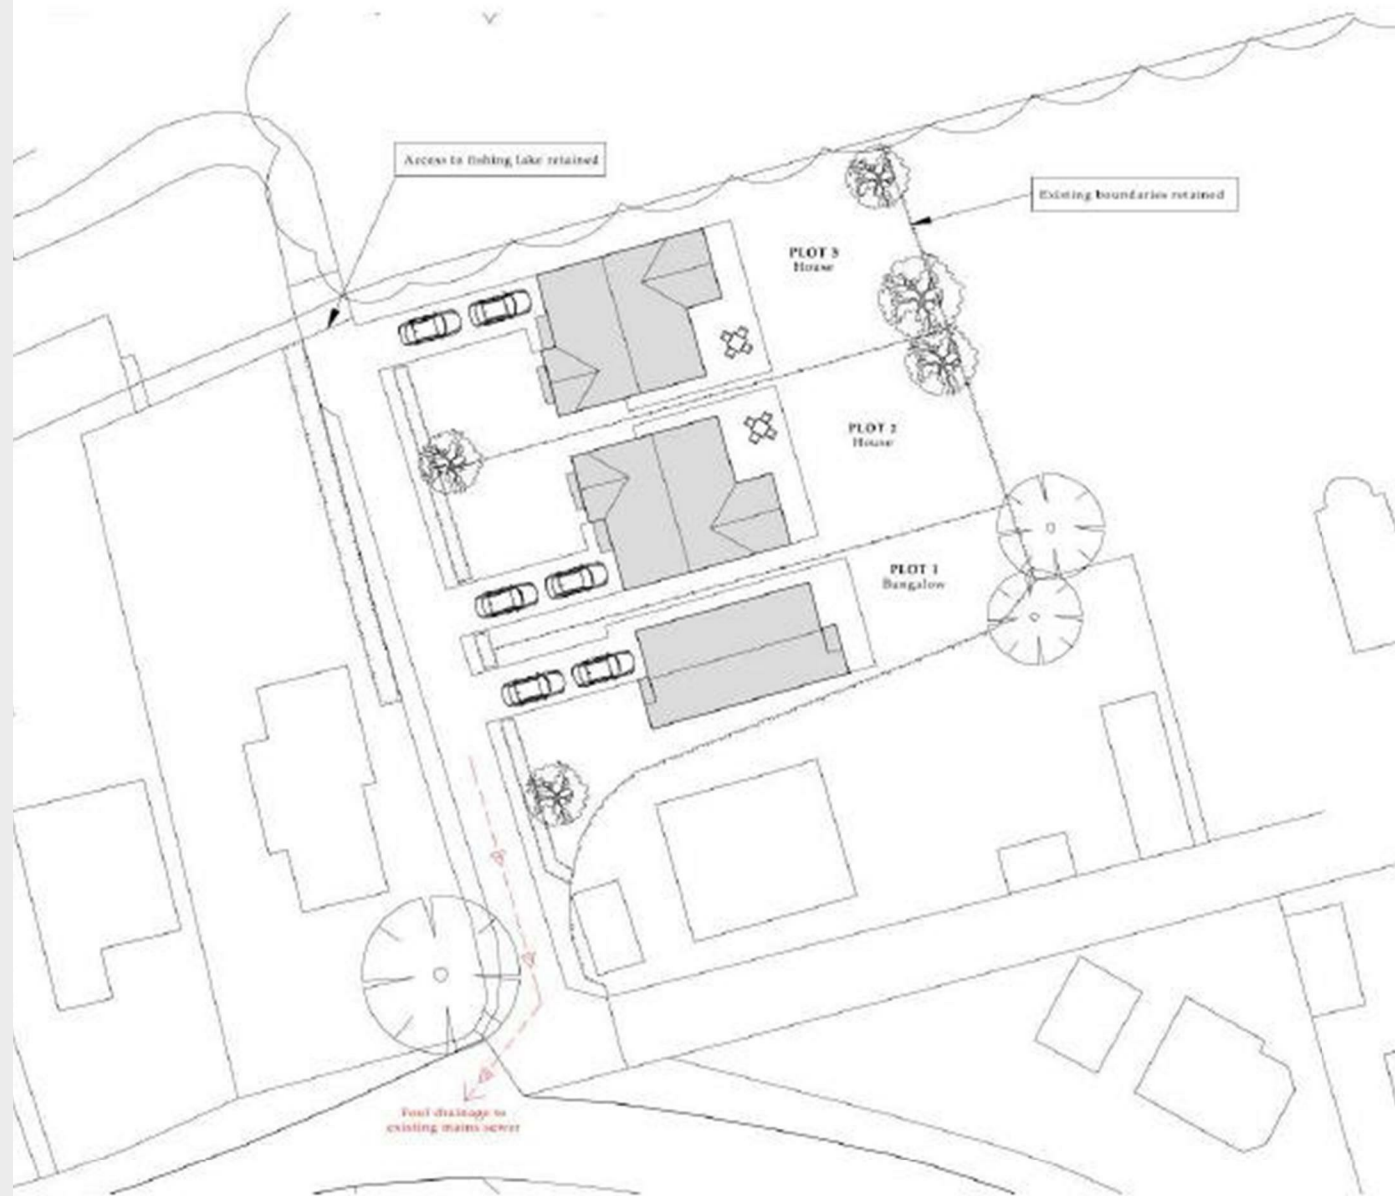 Access to fishing lake retained
Existing boundaries retained
PLOT 3
House
PLOT 2
House
PLOT 1
Bungalow
Foul drainage to
existing mains sewer